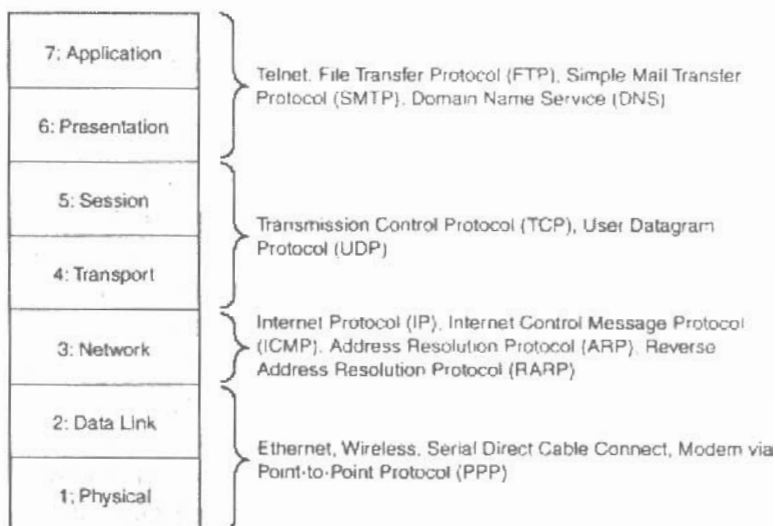 7: Application
Telnet, File Transfer Protocol (FTP), Simple Mail Transfer
Protocol (SMTP), Domain Name Service (DNS)
6: Presentation
5: Session
Transmission Control Protocol (TCP), User Datagram
Protocol (UDP)
4: Transport
Internet Protocol (IP), Internet Control Message Protocol
(ICMP), Address Resolution Protocol (ARP), Reverse
Address Resolution Protocol (RARP)
3: Network
2: Data Link
Ethernet, Wireless, Serial Direct Cable Connect, Modem via
Point-to-Point Protocol (PPP)
1: Physical